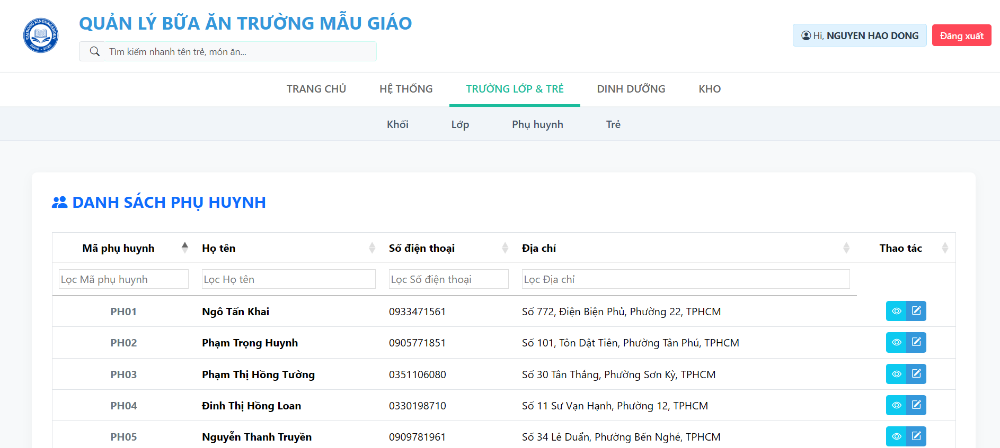 TAIDONG KINDERGARDEN
2006 - 2026
QUẢN LÝ BỮA ĂN TRƯỜNG MẪU GIÁO
Tìm kiếm nhanh tên trẻ, món ăn...
Hi, NGUYEN HAO DONG
Đăng xuất
TRANG CHỦ HỆ THỐNG TRƯỜNG LỚP & TRẺ DINH DƯỠNG KHO
Khối Lớp Phụ huynh Trẻ
DANH SÁCH PHỤ HUYNH
Mã phụ huynh Họ tên Số điện thoại Địa chỉ Thao tác
Lọc Mã phụ huynh Lọc Họ tên Lọc Số điện thoại Lọc Địa chỉ
PH01 Ngô Tấn Khai 0933471561 Số 772, Điện Biện Phủ, Phường 22, TPHCM
PH02 Phạm Trọng Huynh 0905771851 Số 101, Tôn Dật Tiên, Phường Tân Phú, TPHCM
PH03 Phạm Thị Hồng Tường 0351106080 Số 30 Tân Thắng, Phường Sơn Kỳ, TPHCM
PH04 Đinh Thị Hồng Loan 0330198710 Số 11 Sư Vạn Hạnh, Phường 12, TPHCM
PH05 Nguyễn Thanh Truyền 0909781961 Số 34 Lê Duẩn, Phường Bến Nghé, TPHCM